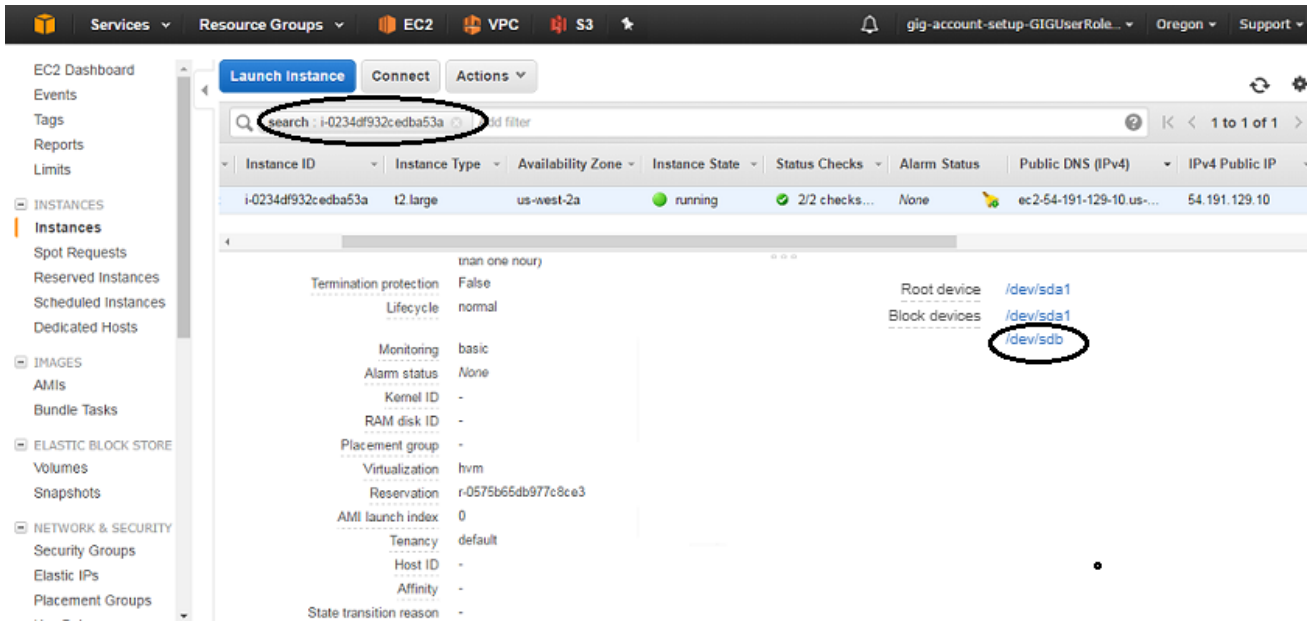 Services Resource Groups EC2 VPC S3 gig-account-setup-GIGUserRole... Oregon Support
EC2 Dashboard
Events
Tags
Reports
Limits
INSTANCES
Instances
Spot Requests
Reserved Instances
Scheduled Instances
Dedicated Hosts
IMAGES
AMIs
Bundle Tasks
ELASTIC BLOCK STORE
Volumes
Snapshots
NETWORK & SECURITY
Security Groups
Elastic IPs
Placement Groups
Launch Instance Connect Actions
search : i-0234df932cedba53a Add filter 1 to 1 of 1
Instance ID Instance Type Availability Zone Instance State Status Checks Alarm Status Public DNS (IPv4) IPv4 Public IP
i-0234df932cedba53a t2.large us-west-2a running 2/2 checks... None ec2-54-191-129-10.us-... 54.191.129.10
than one hour)
Termination protection False
Lifecycle normal
Monitoring basic
Alarm status None
Kernel ID -
RAM disk ID -
Placement group -
Virtualization hvm
Reservation r-0575b65db977c8ce3
AMI launch index 0
Tenancy default
Host ID -
Affinity -
State transition reason -
Root device /dev/sda1
Block devices /dev/sda1
/dev/sdb